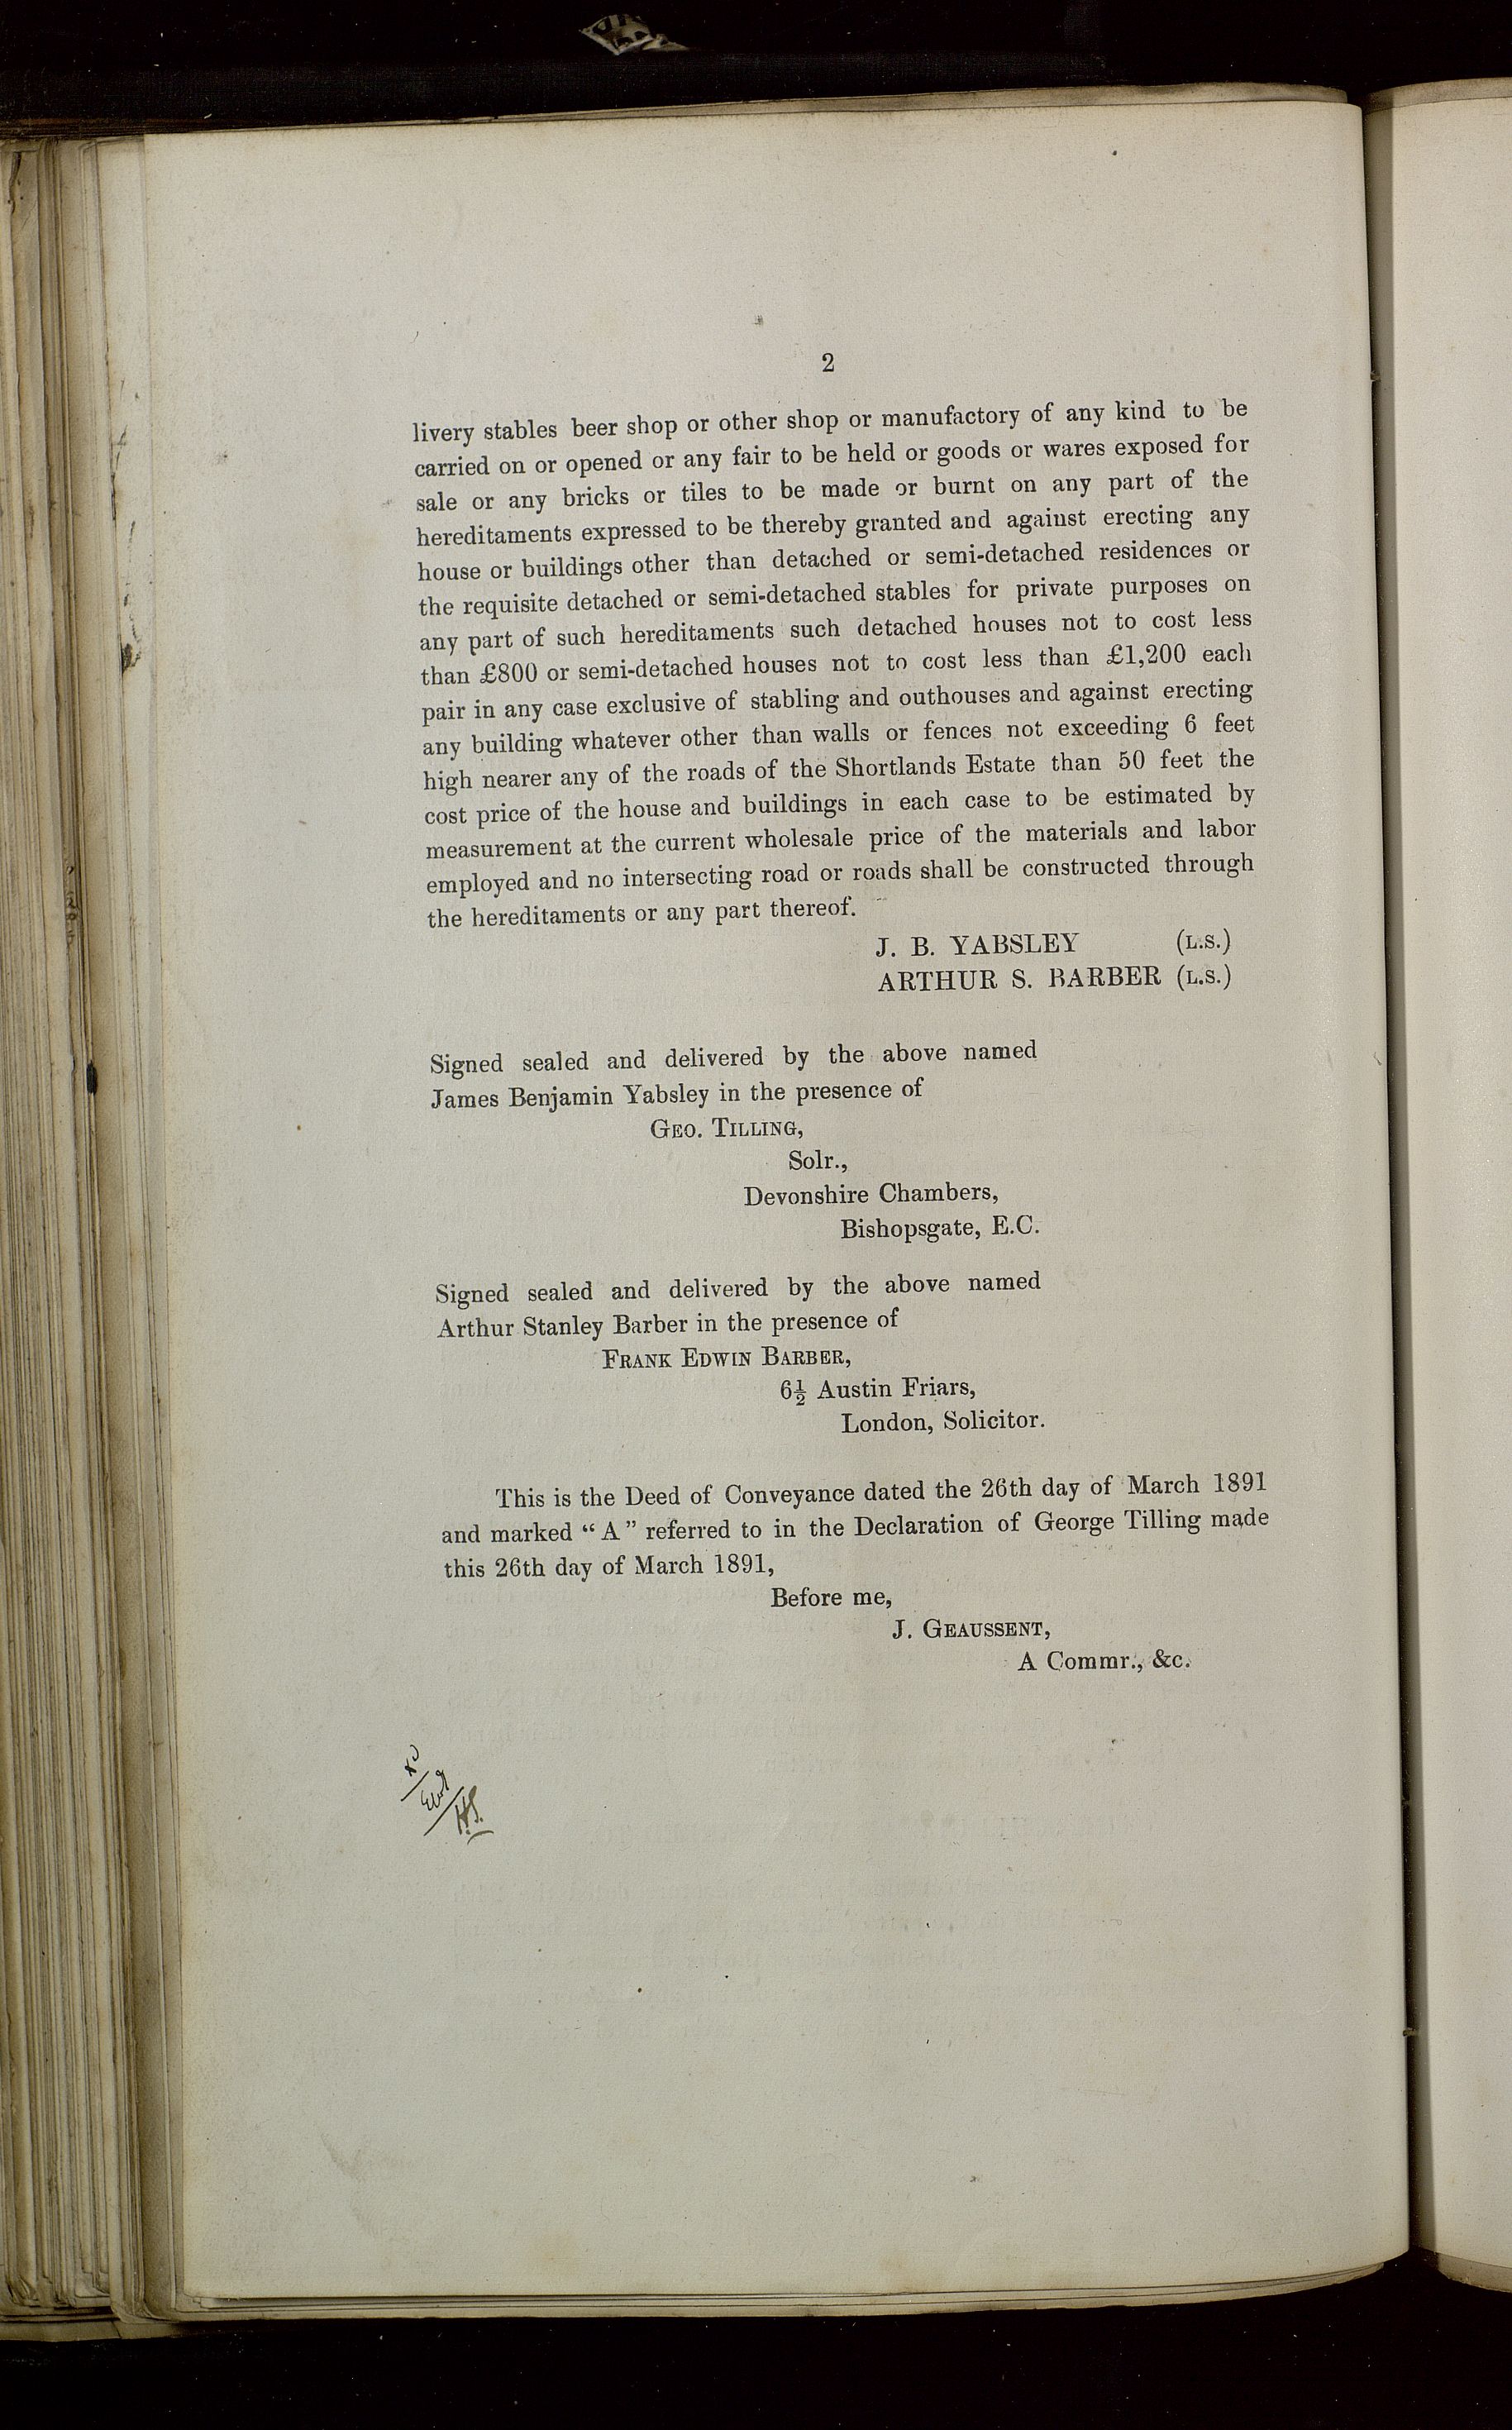 2
livery stables beer shop or other shop or manufactory of any kind to be
carried on or opened or any fair to be held or goods or wares exposed for
sale or any bricks or tiles to be made or burnt on any part of the
hereditaments expressed to be thereby granted and against erecting any
house or buildings other than detached or semi-detached residences or
the requisite detached or semi-detached stables for private purposes on
any part of such hereditaments such detached houses not to cost less
than £800 or semi-detached houses not to cost less than £1,200 each
pair in any case exclusive of stabling and outhouses and against erecting
any building whatever other than walls or fences not exceeding 6 feet
high nearer any of the roads of the Shortlands Estate than 50 feet the
cost price of the house and buildings in each case to be estimated by
measurement at the current wholesale price of the materials and labor
employed and no intersecting road or roads shall be constructed through
the hereditaments or any part thereof.
J. B. YABSLEY (L.S.)
ARTHUR S. BARBER (L.S.)
Signed sealed and delivered by the above named
James Benjamin Yabsley in the presence of
GEO. TILLING,
Solr.,
Devonshire Chambers,
Bishopsgate, E.C.
Signed sealed and delivered by the above named
Arthur Stanley Barber in the presence of
FRANK EDWIN BARBER,
6½ Austin Friars,
London, Solicitor.
This is the Deed of Conveyance dated the 26th day of March 1891
and marked “A” referred to in the Declaration of George Tilling made
this 26th day of March 1891,
Before me,
J. GEAUSSENT,
A Commr., &c.